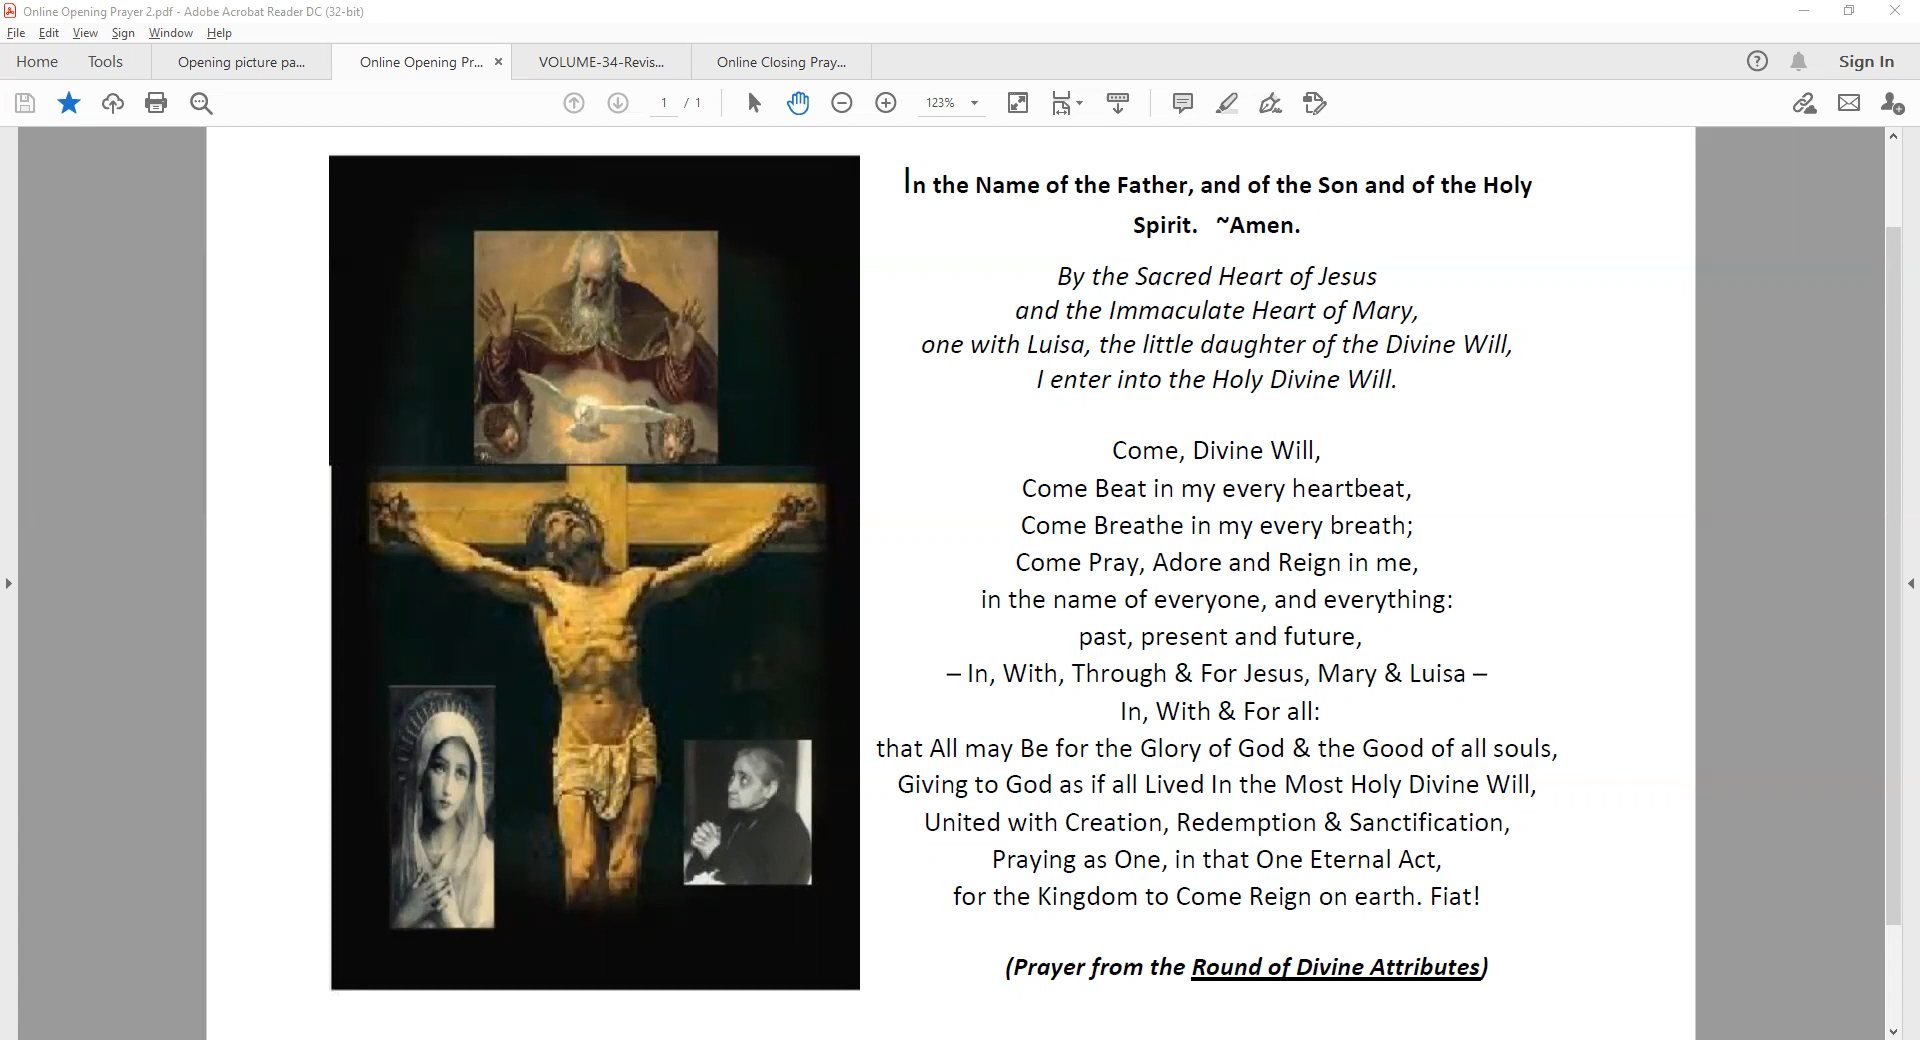 Online Opening Prayer 2.pdf - Adobe Acrobat Reader DC (32-bit)
File Edit View Sign Window Help
Home Tools Opening picture pa... Online Opening Pr... × VOLUME-34-Revis... Online Closing Pray... Sign In
1 / 1 123%
In the Name of the Father, and of the Son and of the Holy
Spirit. ~Amen.
By the Sacred Heart of Jesus
and the Immaculate Heart of Mary,
one with Luisa, the little daughter of the Divine Will,
I enter into the Holy Divine Will.
Come, Divine Will,
Come Beat in my every heartbeat,
Come Breathe in my every breath;
Come Pray, Adore and Reign in me,
in the name of everyone, and everything:
past, present and future,
– In, With, Through & For Jesus, Mary & Luisa –
In, With & For all:
that All may Be for the Glory of God & the Good of all souls,
Giving to God as if all Lived In the Most Holy Divine Will,
United with Creation, Redemption & Sanctification,
Praying as One, in that One Eternal Act,
for the Kingdom to Come Reign on earth. Fiat!
(Prayer from the Round of Divine Attributes)